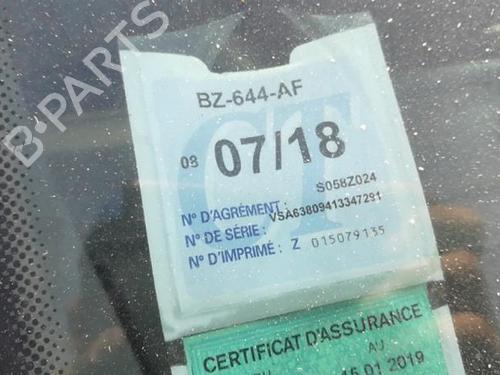 BZ-644-AF
CT
03 07/18
N° D'AGRÉMENT : S058Z024
N° DE SÉRIE : VSA63809413347291
N° D'IMPRIMÉ : Z 015079135
CERTIFICAT D'ASSURANCE
AU
15 01 2019
B-PARTS